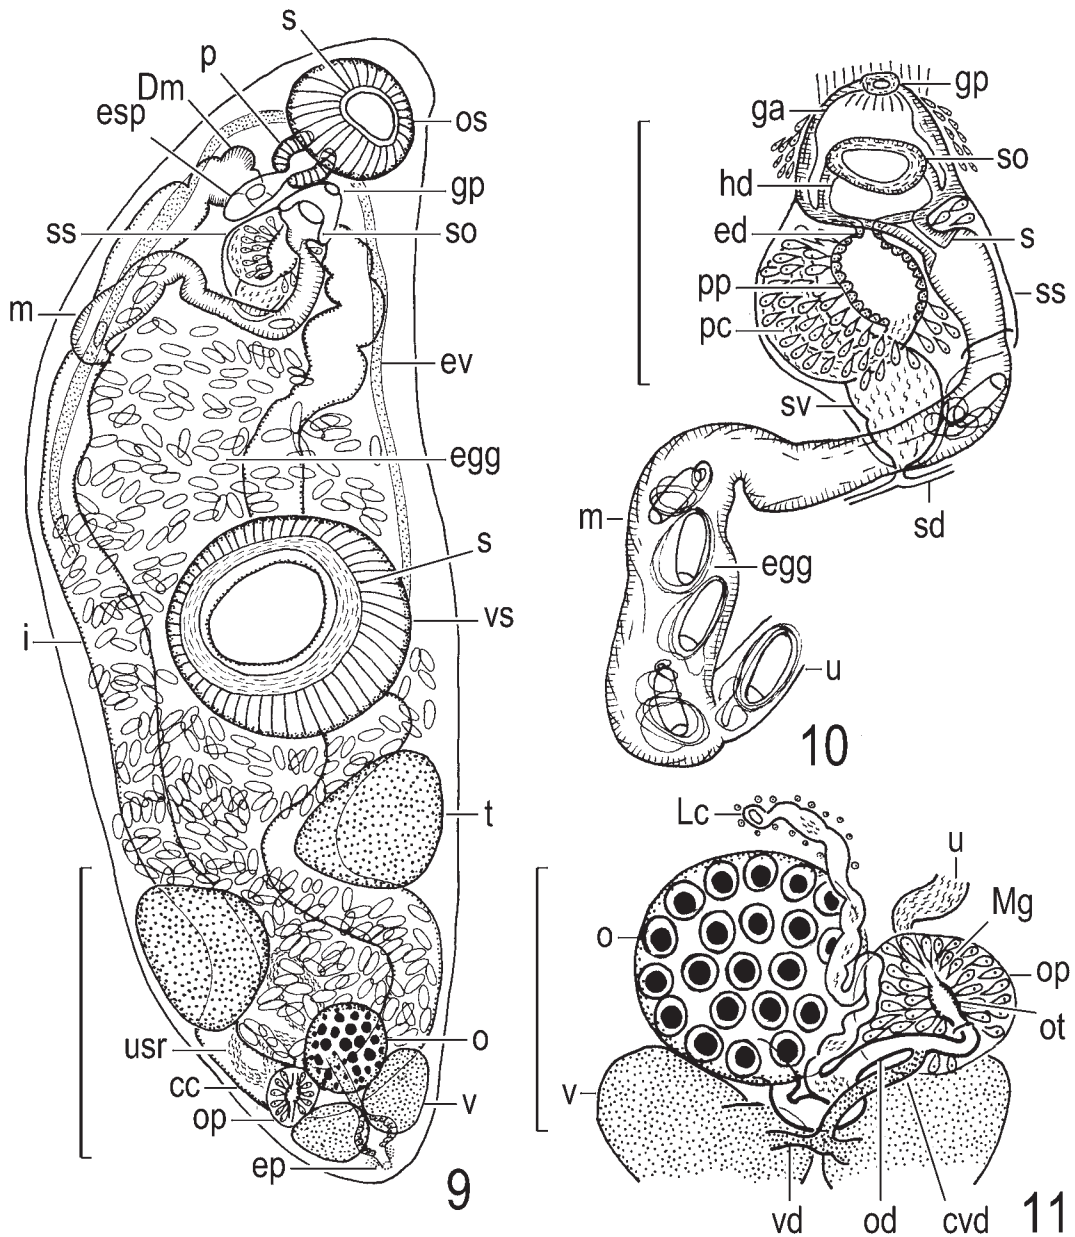 s
p
Dm
esp
os
gp
ss
so
m
ev
egg
s
vs
i
t
usr
o
cc
op
v
ep
9
gp
ga
so
hd
ed
s
pp
ss
pc
sv
m
sd
egg
u
10
Lc
u
Mg
o
op
ot
v
vd
od
cvd
11